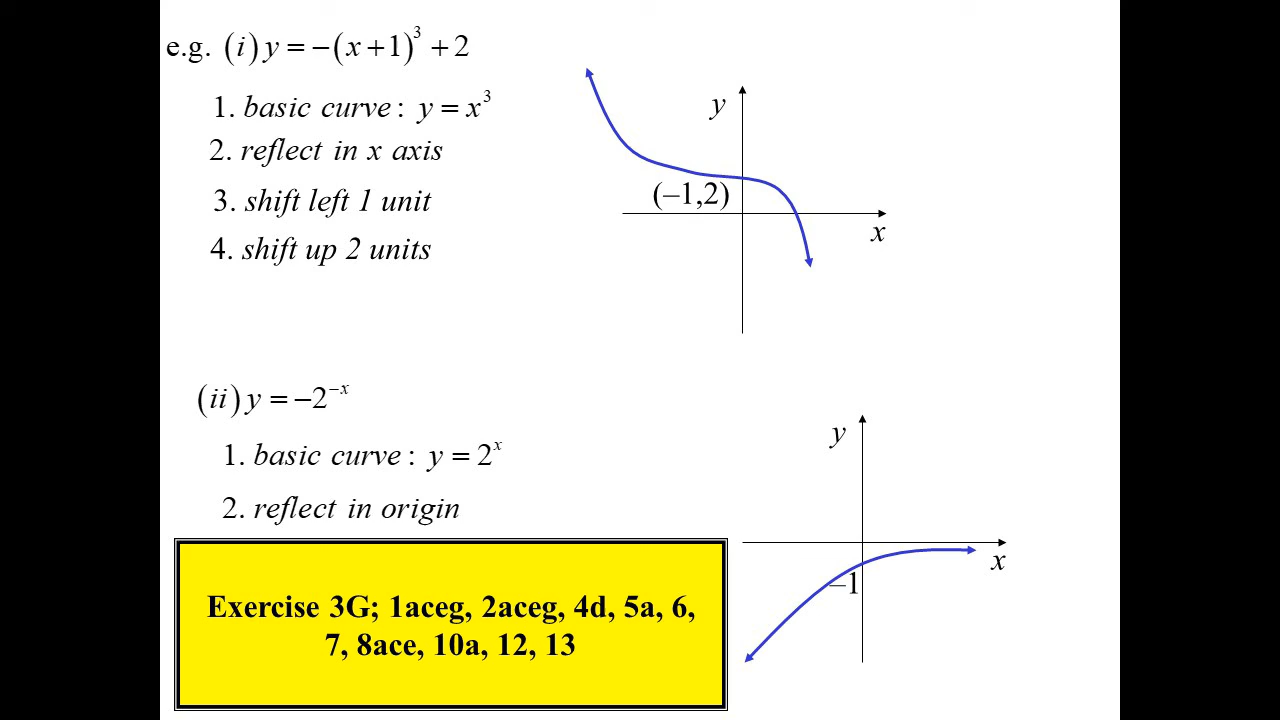 e.g. (i) y = −(x+1)³ + 2
1. basic curve : y = x³
2. reflect in x axis
3. shift left 1 unit
4. shift up 2 units
y
(–1,2)
x
(ii) y = −2⁻ˣ
1. basic curve : y = 2ˣ
2. reflect in origin
y
x
–1
Exercise 3G; 1aceg, 2aceg, 4d, 5a, 6,
7, 8ace, 10a, 12, 13